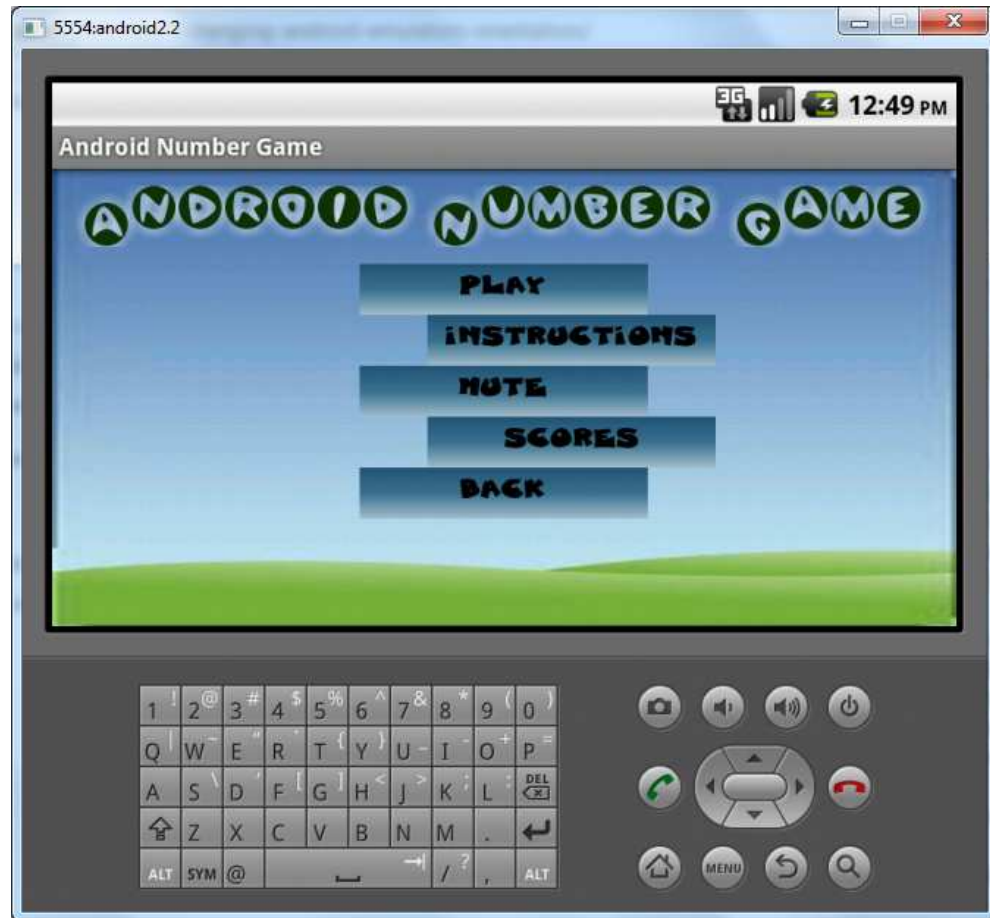 5554:android2.2
3G 12:49 PM
Android Number Game
ANDROID NUMBER GAME
PLAY
INSTRUCTIONS
MUTE
SCORES
BACK
1 ! 2 @ 3 # 4 $ 5 % 6 ^ 7 & 8 * 9 ( 0 )
Q | W ~ E " R ` T { Y } U _ I - O + P =
A S \ D ' F [ G ] H < J > K ; L : DEL
Z X C V B N M .
ALT SYM @ / ? , ALT
MENU